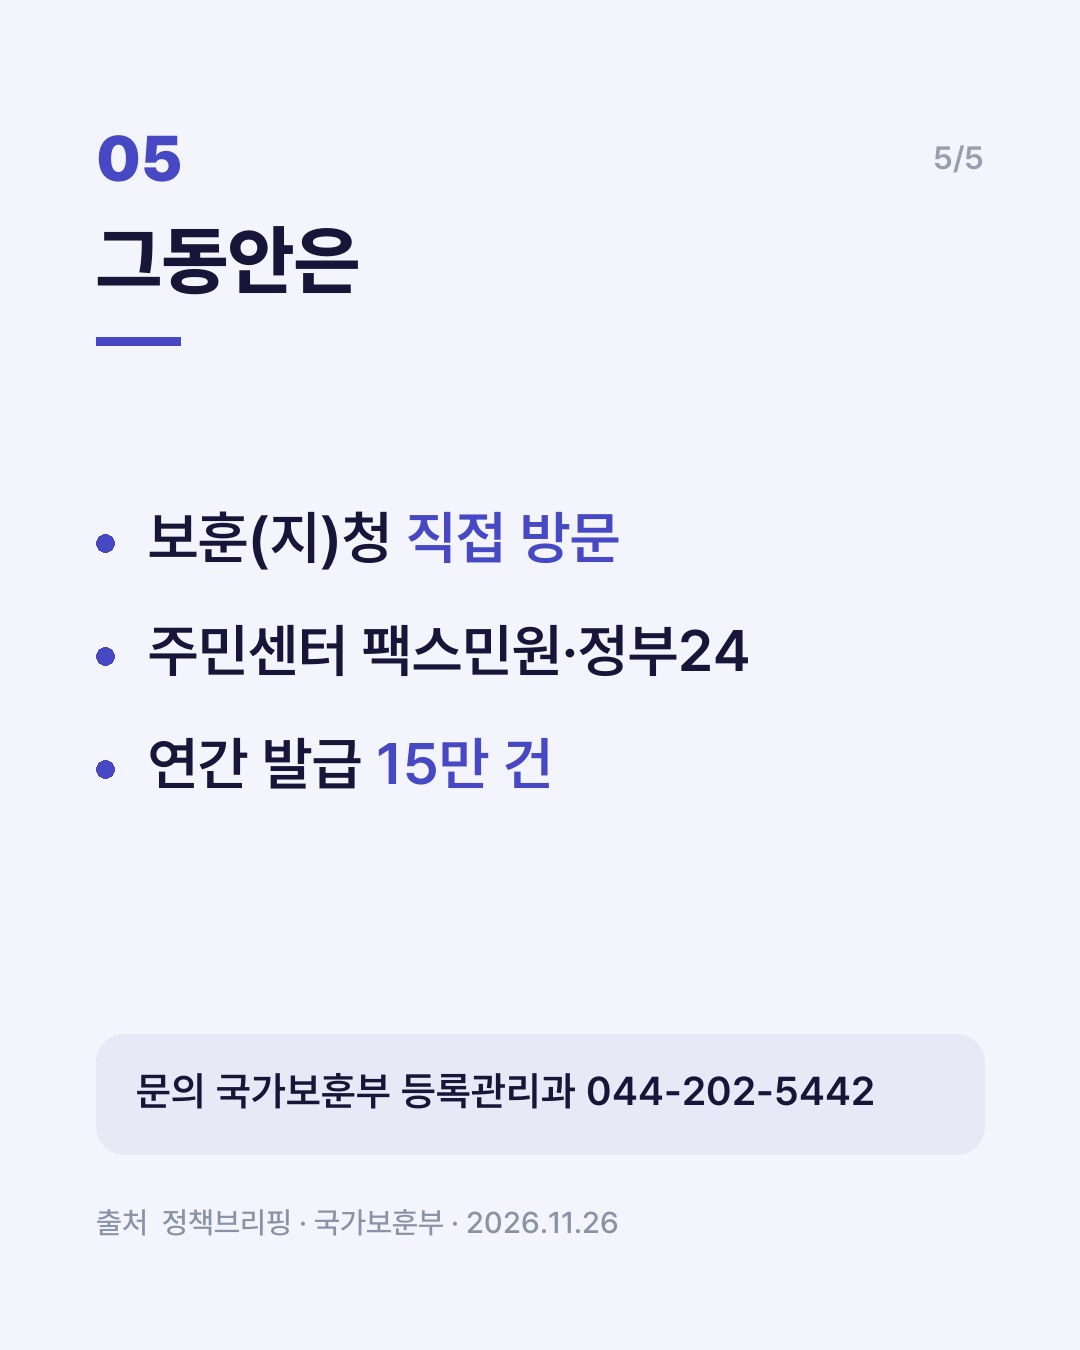 05
5/5
그동안은
• 보훈(지)청 직접 방문
• 주민센터 팩스민원·정부24
• 연간 발급 15만 건
문의 국가보훈부 등록관리과 044-202-5442
출처 정책브리핑 · 국가보훈부 · 2026.11.26